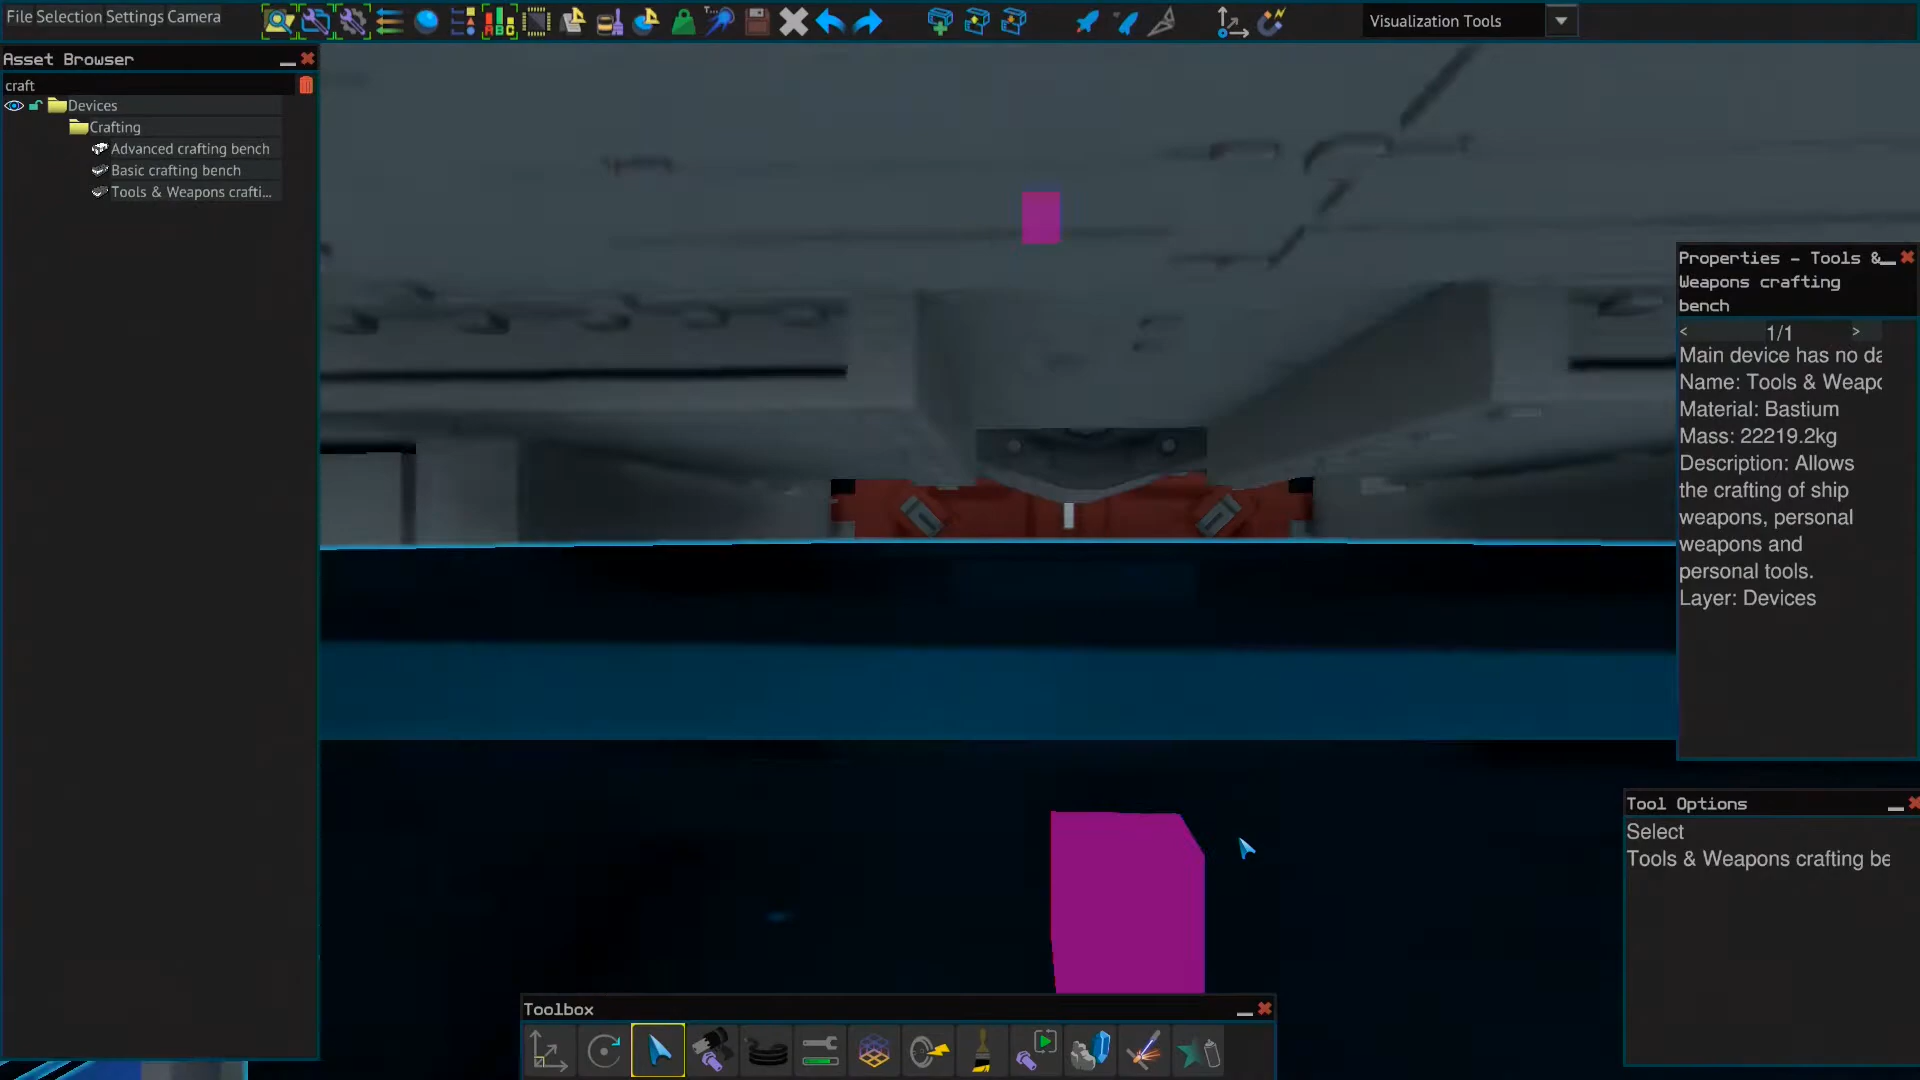 File Selection Settings Camera
Visualization Tools
Asset Browser
craft
Devices
Crafting
Advanced crafting bench
Basic crafting bench
Tools & Weapons crafti...
Properties - Tools &
Weapons crafting
bench
< 1/1 >
Main device has no da
Name: Tools & Weapo
Material: Bastium
Mass: 22219.2kg
Description: Allows
the crafting of ship
weapons, personal
weapons and
personal tools.
Layer: Devices
Tool Options
Select
Tools & Weapons crafting be
Toolbox